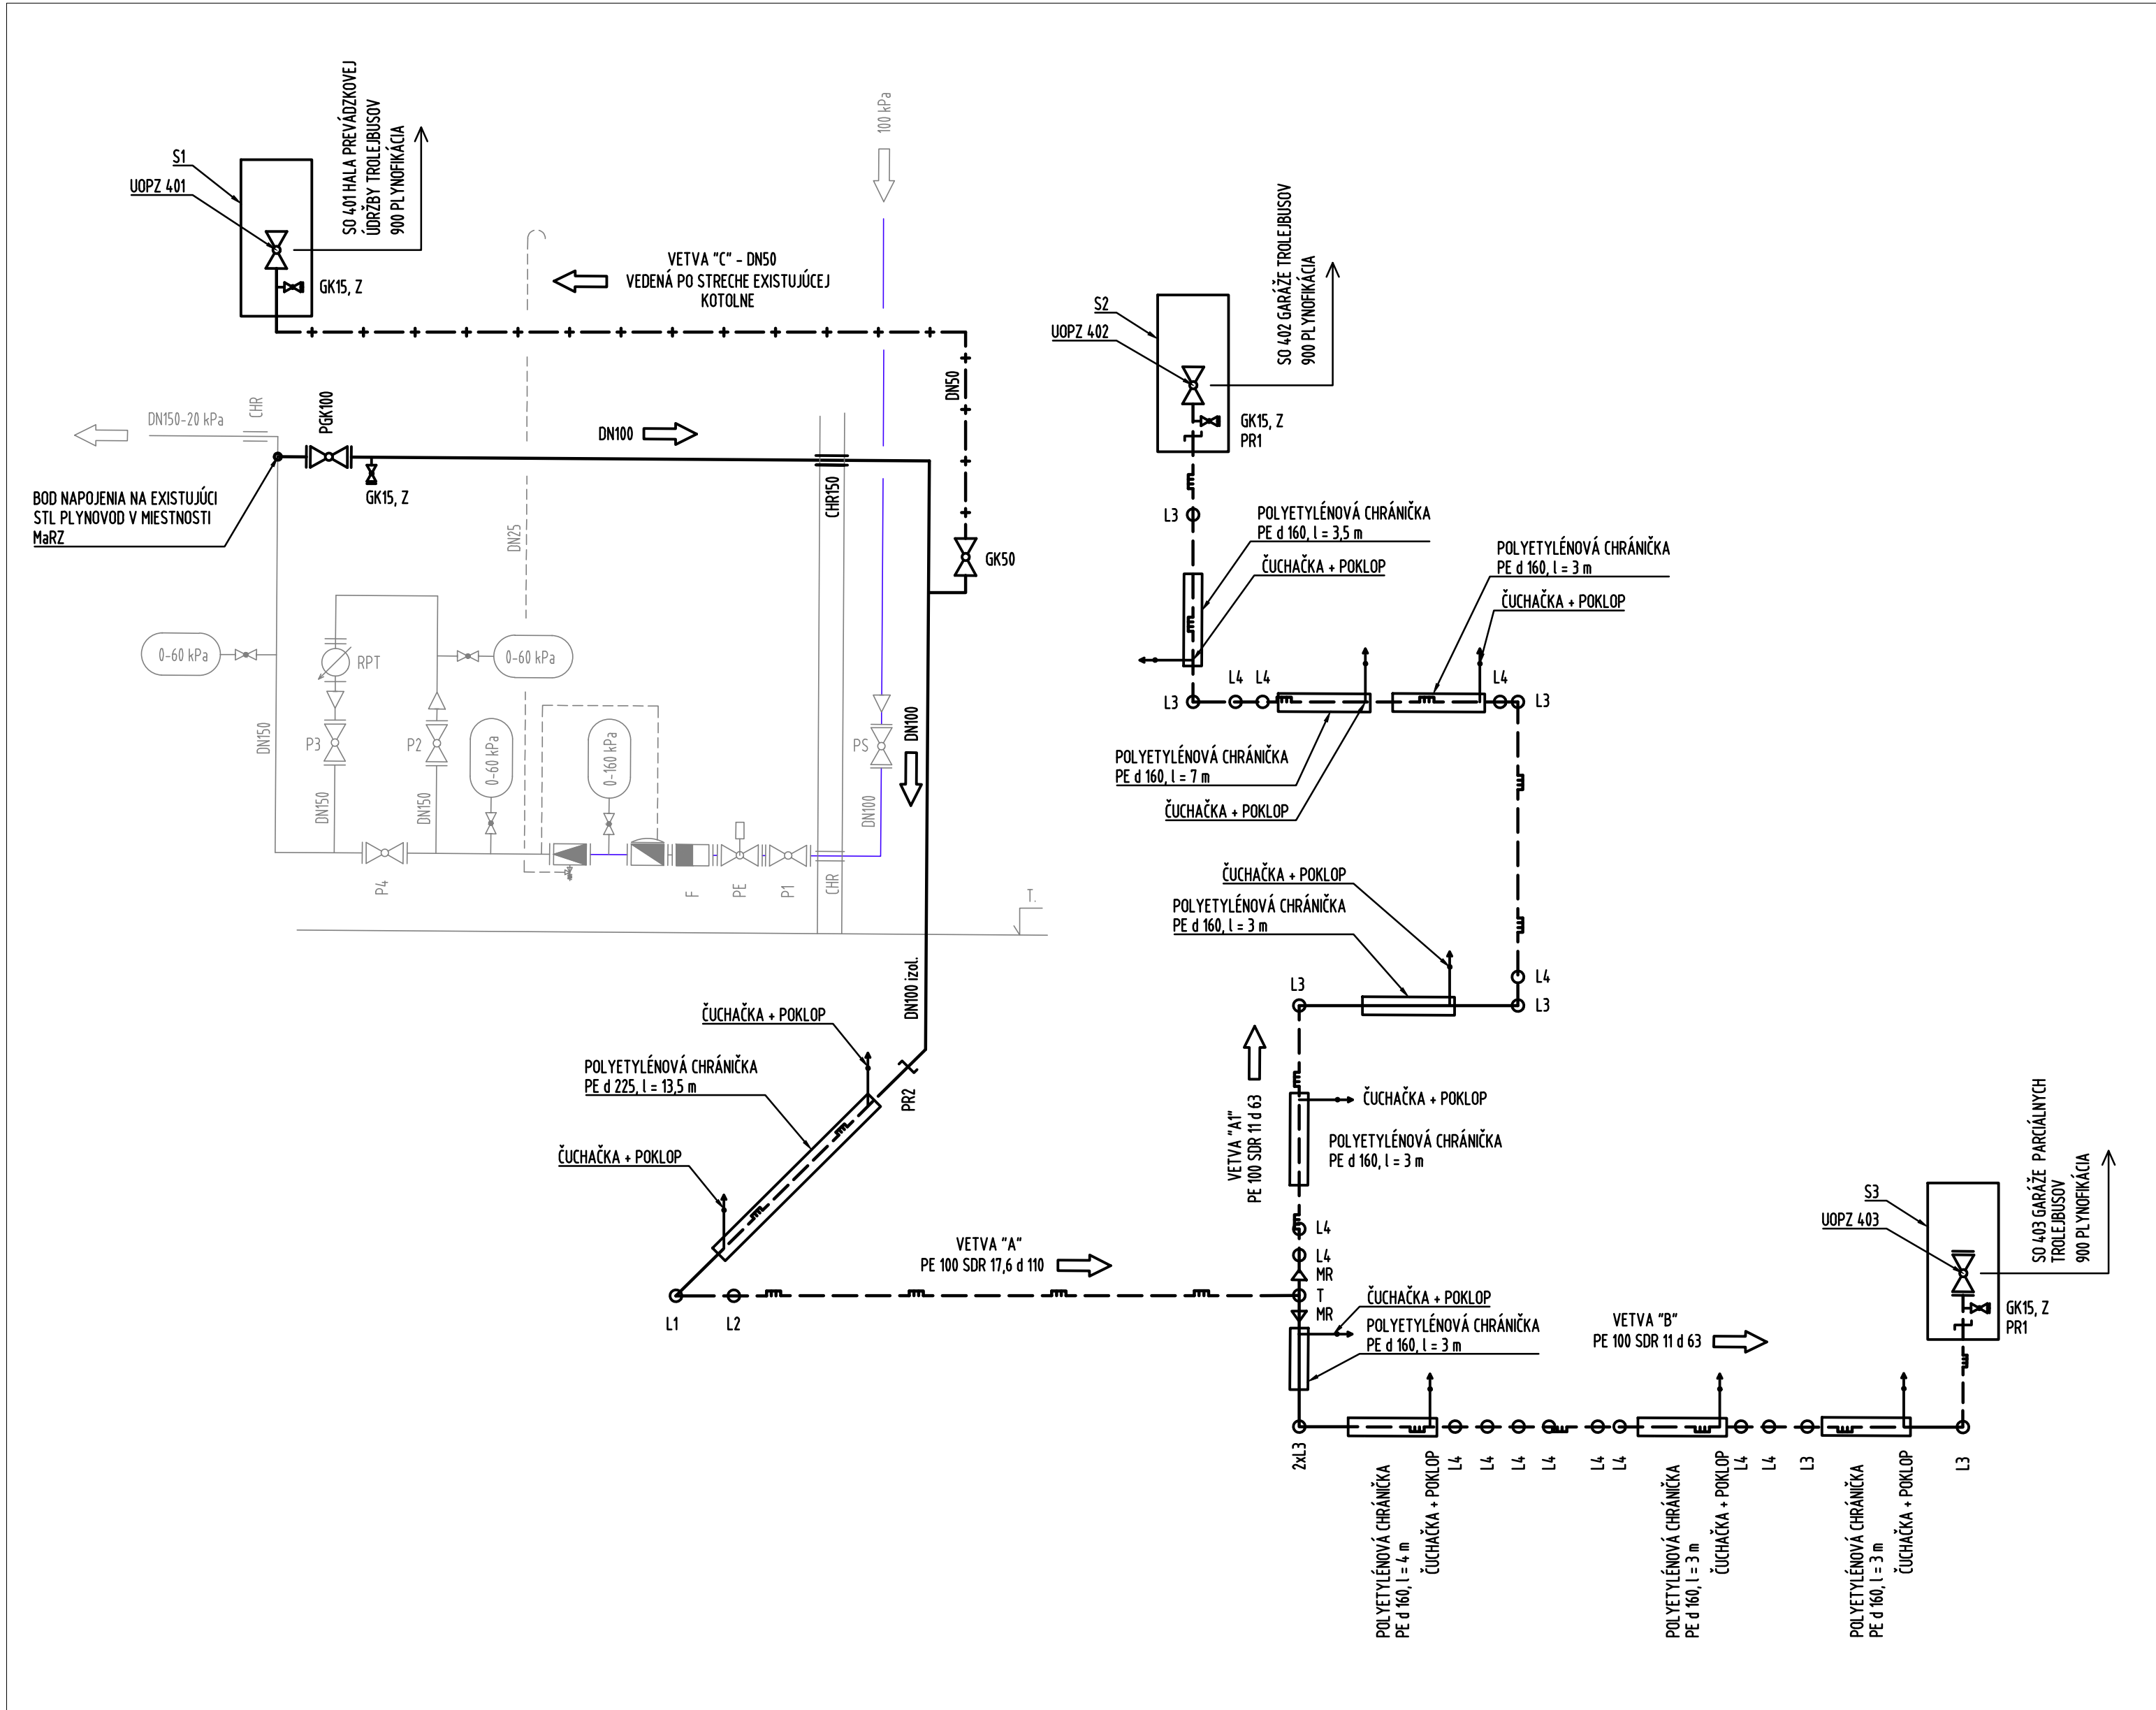 S1
UOPZ 401
SO 401 HALA PREVÁDZKOVEJ
ÚDRŽBY TROLEJBUSOV
900 PLYNOFIKÁCIA
GK15, Z
100 kPa
VETVA "C" - DN50
VEDENÁ PO STRECHE EXISTUJÚCEJ
KOTOLNE
DN50
DN150-20 kPa
CHR
PGK100
DN100
GK15, Z
CHR150
BOD NAPOJENIA NA EXISTUJÚCI
STL PLYNOVOD V MIESTNOSTI
MaRZ
DN25
GK50
0-60 kPa
RPT
0-60 kPa
DN150
P3
P2
0-60 kPa
0-160 kPa
PS
DN100
DN150
DN150
DN100
P4
F
PE
P1
CHR
T.
DN100 izol.
ČUCHAČKA + POKLOP
POLYETYLÉNOVÁ CHRÁNIČKA
PE d 225, l = 13,5 m
PR2
ČUCHAČKA + POKLOP
VETVA "A"
PE 100 SDR 17,6 d 110
L1
L2
S2
UOPZ 402
SO 402 GARÁŽE TROLEJBUSOV
900 PLYNOFIKÁCIA
GK15, Z
PR1
L3
POLYETYLÉNOVÁ CHRÁNIČKA
PE d 160, l = 3,5 m
ČUCHAČKA + POKLOP
POLYETYLÉNOVÁ CHRÁNIČKA
PE d 160, l = 3 m
ČUCHAČKA + POKLOP
L3
L4
L4
L4
L3
POLYETYLÉNOVÁ CHRÁNIČKA
PE d 160, l = 7 m
ČUCHAČKA + POKLOP
ČUCHAČKA + POKLOP
POLYETYLÉNOVÁ CHRÁNIČKA
PE d 160, l = 3 m
L4
L3
L3
VETVA "A1"
PE 100 SDR 11 d 63
ČUCHAČKA + POKLOP
POLYETYLÉNOVÁ CHRÁNIČKA
PE d 160, l = 3 m
L4
L4
MR
T
MR
ČUCHAČKA + POKLOP
POLYETYLÉNOVÁ CHRÁNIČKA
PE d 160, l = 3 m
VETVA "B"
PE 100 SDR 11 d 63
S3
UOPZ 403
SO 403 GARÁŽE PARCIÁLNYCH
TROLEJBUSOV
900 PLYNOFIKÁCIA
GK15, Z
PR1
2xL3
POLYETYLÉNOVÁ CHRÁNIČKA
PE d 160, l = 4 m
ČUCHAČKA + POKLOP
L4
L4
L4
L4
L4
L4
POLYETYLÉNOVÁ CHRÁNIČKA
PE d 160, l = 3 m
ČUCHAČKA + POKLOP
L4
L4
L3
POLYETYLÉNOVÁ CHRÁNIČKA
PE d 160, l = 3 m
ČUCHAČKA + POKLOP
L3